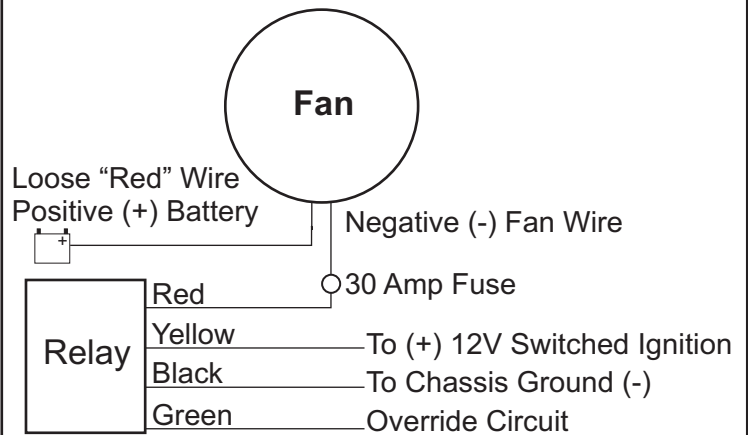 Fan
Loose “Red” Wire
Positive (+) Battery
+
Negative (-) Fan Wire
30 Amp Fuse
Relay
Red
Yellow
To (+) 12V Switched Ignition
Black
To Chassis Ground (-)
Green
Override Circuit